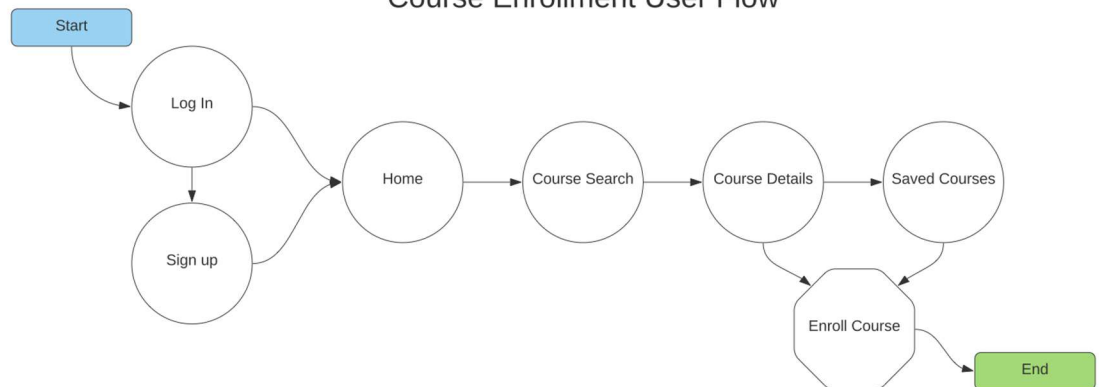 Course Enrollment User Flow
Start
Log In
Sign up
Home
Course Search
Course Details
Saved Courses
Enroll Course
End